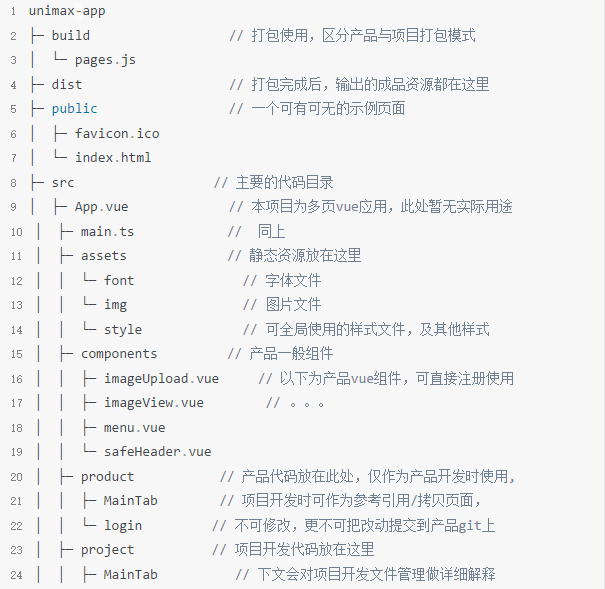 1 unimax-app
2 ├─ build // 打包使用，区分产品与项目打包模式
3 │ └─ pages.js
4 ├─ dist // 打包完成后，输出的成品资源都在这里
5 ├─ public // 一个可有可无的示例页面
6 │ ├─ favicon.ico
7 │ └─ index.html
8 ├─ src // 主要的代码目录
9 │ ├─ App.vue // 本项目为多页vue应用，此处暂无实际用途
10 │ ├─ main.ts // 同上
11 │ ├─ assets // 静态资源放在这里
12 │ │ └─ font // 字体文件
13 │ │ └─ img // 图片文件
14 │ │ └─ style // 可全局使用的样式文件，及其他样式
15 │ ├─ components // 产品一般组件
16 │ │ ├─ imageUpload.vue // 以下为产品vue组件，可直接注册使用
17 │ │ ├─ imageView.vue // 。。。
18 │ │ ├─ menu.vue
19 │ │ └─ safeHeader.vue
20 │ ├─ product // 产品代码放在此处，仅作为产品开发时使用,
21 │ │ ├─ MainTab // 项目开发时可作为参考引用/拷贝页面，
22 │ │ └─ login // 不可修改，更不可把改动提交到产品git上
23 │ ├─ project // 项目开发代码放在这里
24 │ │ ├─ MainTab // 下文会对项目开发文件管理做详细解释